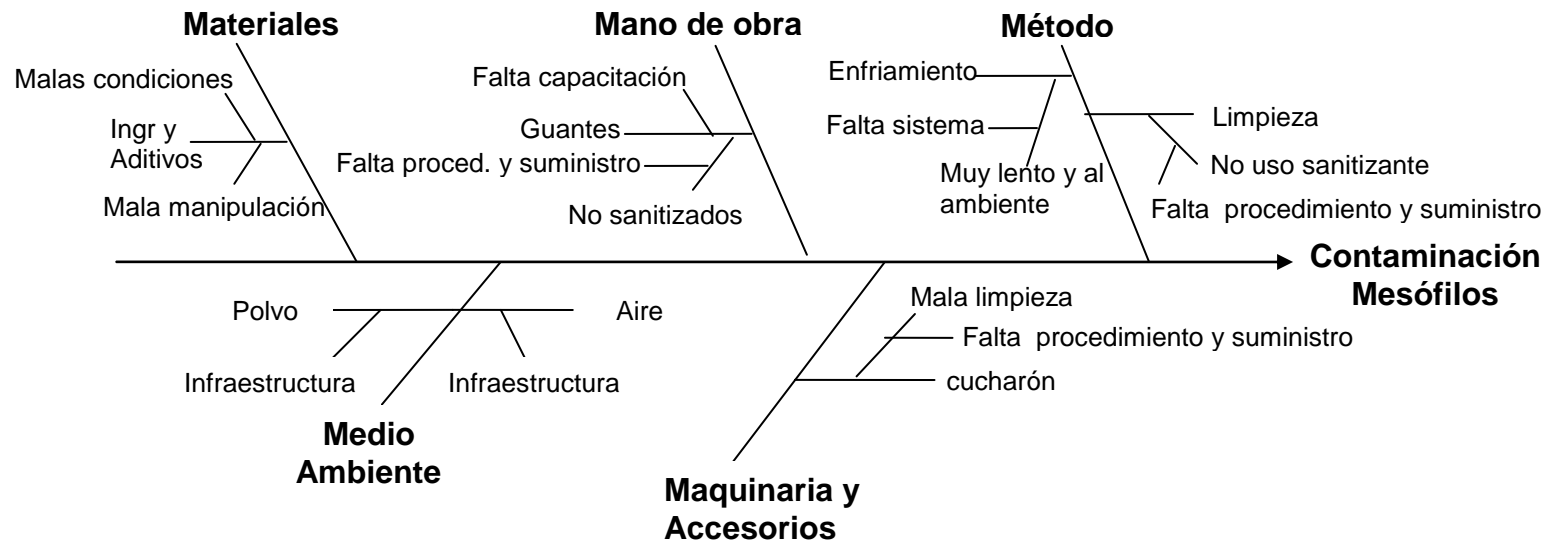 Materiales
Mano de obra
Método
Malas condiciones
Ingr y
Aditivos
Mala manipulación
Falta capacitación
Guantes
Falta proced. y suministro
No sanitizados
Enfriamiento
Falta sistema
Muy lento y al
ambiente
Limpieza
No uso sanitizante
Falta procedimiento y suministro
Contaminación
Mesófilos
Polvo
Aire
Infraestructura
Infraestructura
Medio
Ambiente
Mala limpieza
Falta procedimiento y suministro
cucharón
Maquinaria y
Accesorios